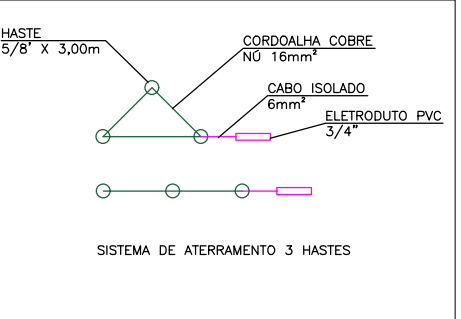 HASTE
5/8' X 3,00m
CORDOALHA COBRE
NÚ 16mm²
CABO ISOLADO
6mm²
ELETRODUTO PVC
3/4"
SISTEMA DE ATERRAMENTO 3 HASTES